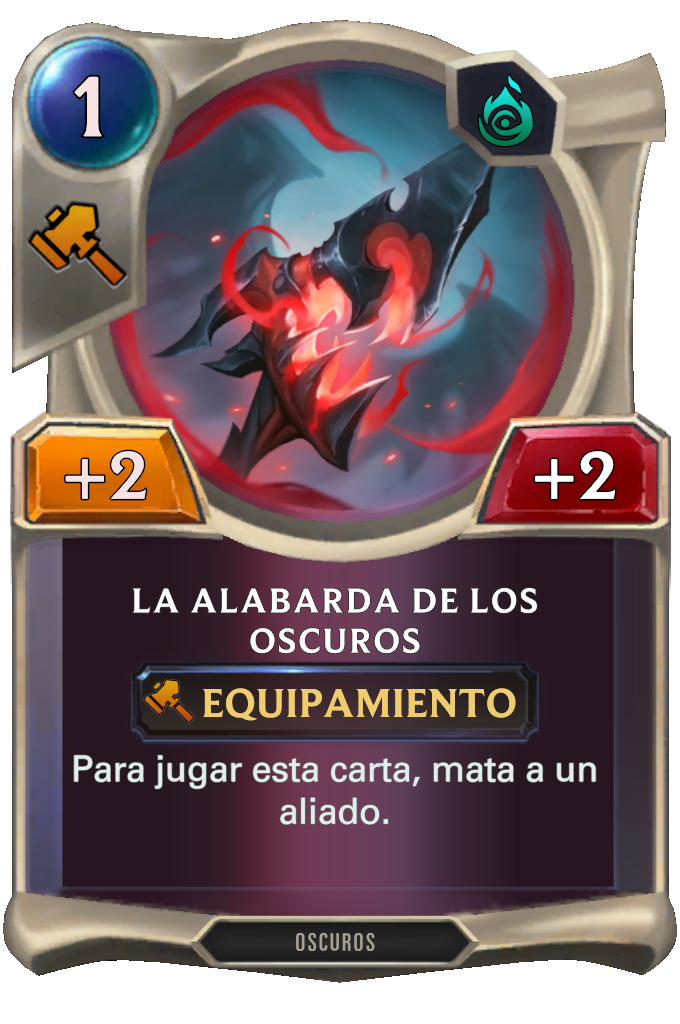 1
+2
+2
LA ALABARDA DE LOS
OSCUROS
EQUIPAMIENTO
Para jugar esta carta, mata a un
aliado.
OSCUROS